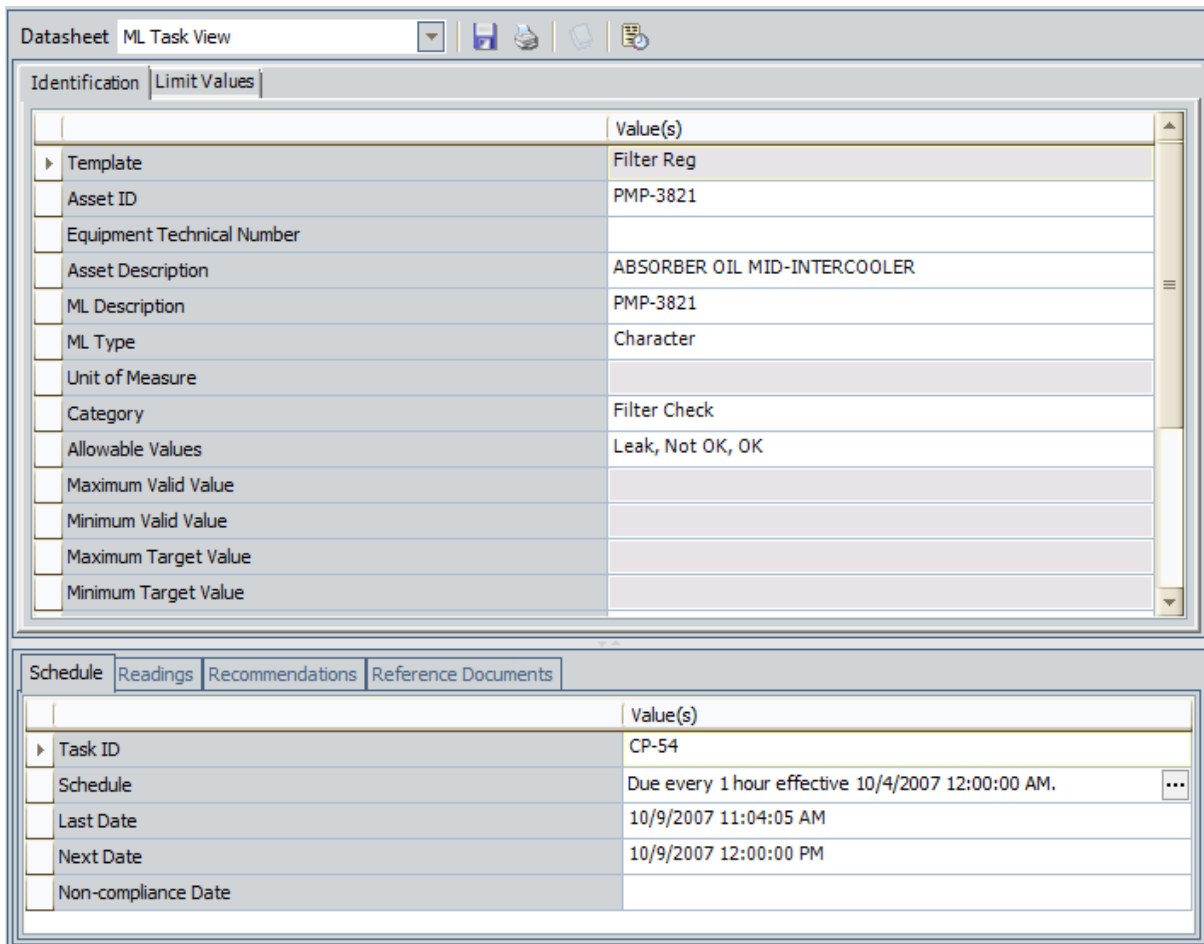 Datasheet ML Task View
Identification Limit Values
Value(s)
Template Filter Reg
Asset ID PMP-3821
Equipment Technical Number
Asset Description ABSORBER OIL MID-INTERCOOLER
ML Description PMP-3821
ML Type Character
Unit of Measure
Category Filter Check
Allowable Values Leak, Not OK, OK
Maximum Valid Value
Minimum Valid Value
Maximum Target Value
Minimum Target Value
Schedule Readings Recommendations Reference Documents
Value(s)
Task ID CP-54
Schedule Due every 1 hour effective 10/4/2007 12:00:00 AM. ...
Last Date 10/9/2007 11:04:05 AM
Next Date 10/9/2007 12:00:00 PM
Non-compliance Date